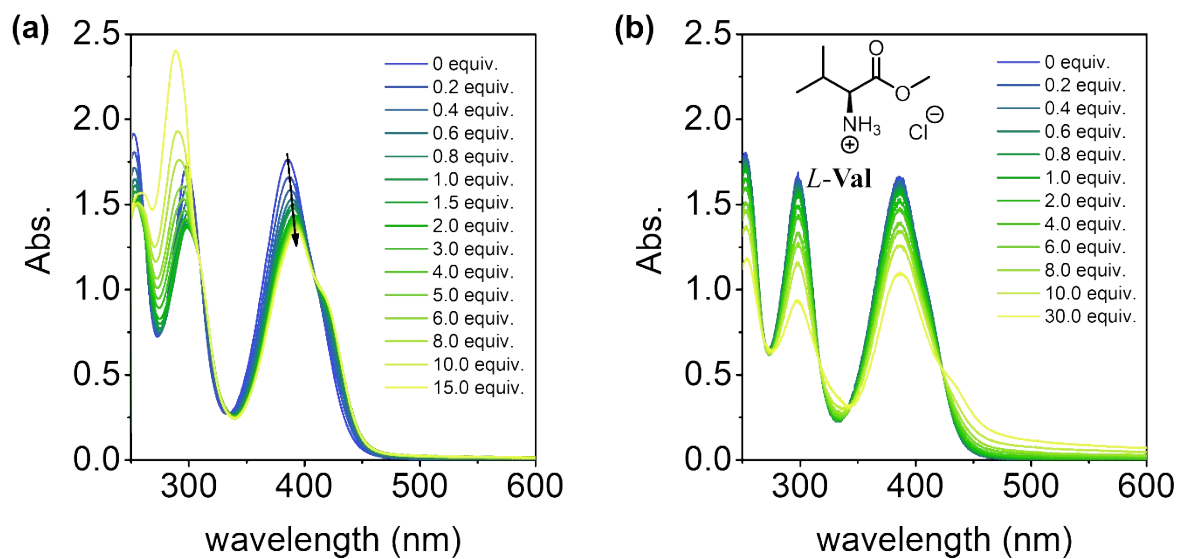 (a)
2.5
2.0
1.5
1.0
0.5
0.0
Abs.
300
400
500
600
wavelength (nm)
0 equiv.
0.2 equiv.
0.4 equiv.
0.6 equiv.
0.8 equiv.
1.0 equiv.
1.5 equiv.
2.0 equiv.
3.0 equiv.
4.0 equiv.
5.0 equiv.
6.0 equiv.
8.0 equiv.
10.0 equiv.
15.0 equiv.
(b)
2.5
2.0
1.5
1.0
0.5
0.0
Abs.
300
400
500
600
wavelength (nm)
O
O
NH3
+
Cl
−
L-Val
0 equiv.
0.2 equiv.
0.4 equiv.
0.6 equiv.
0.8 equiv.
1.0 equiv.
2.0 equiv.
4.0 equiv.
6.0 equiv.
8.0 equiv.
10.0 equiv.
30.0 equiv.